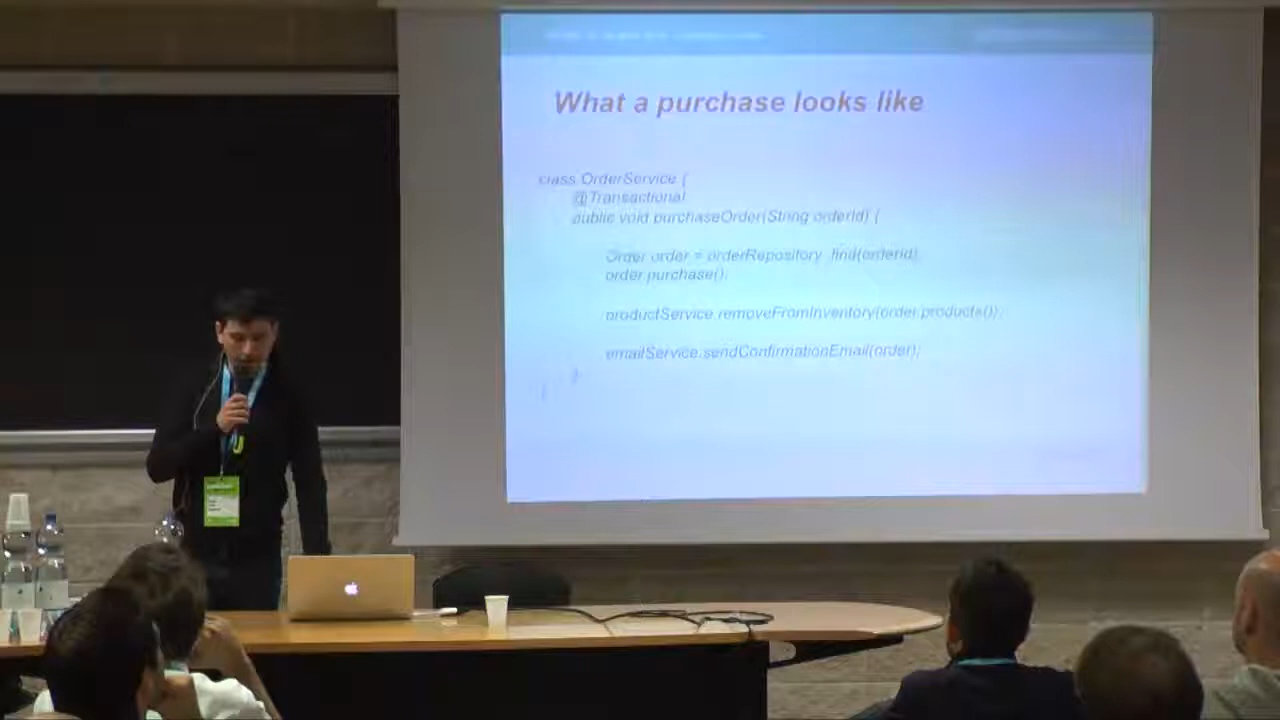 What a purchase looks like
class OrderService {
@Transactional
public void purchaseOrder(String orderId) {
Order order = orderRepository .find(orderId);
order.purchase();
productService.removeFromInventory(order.products());
emailService.sendConfirmationEmail(order);
}
}